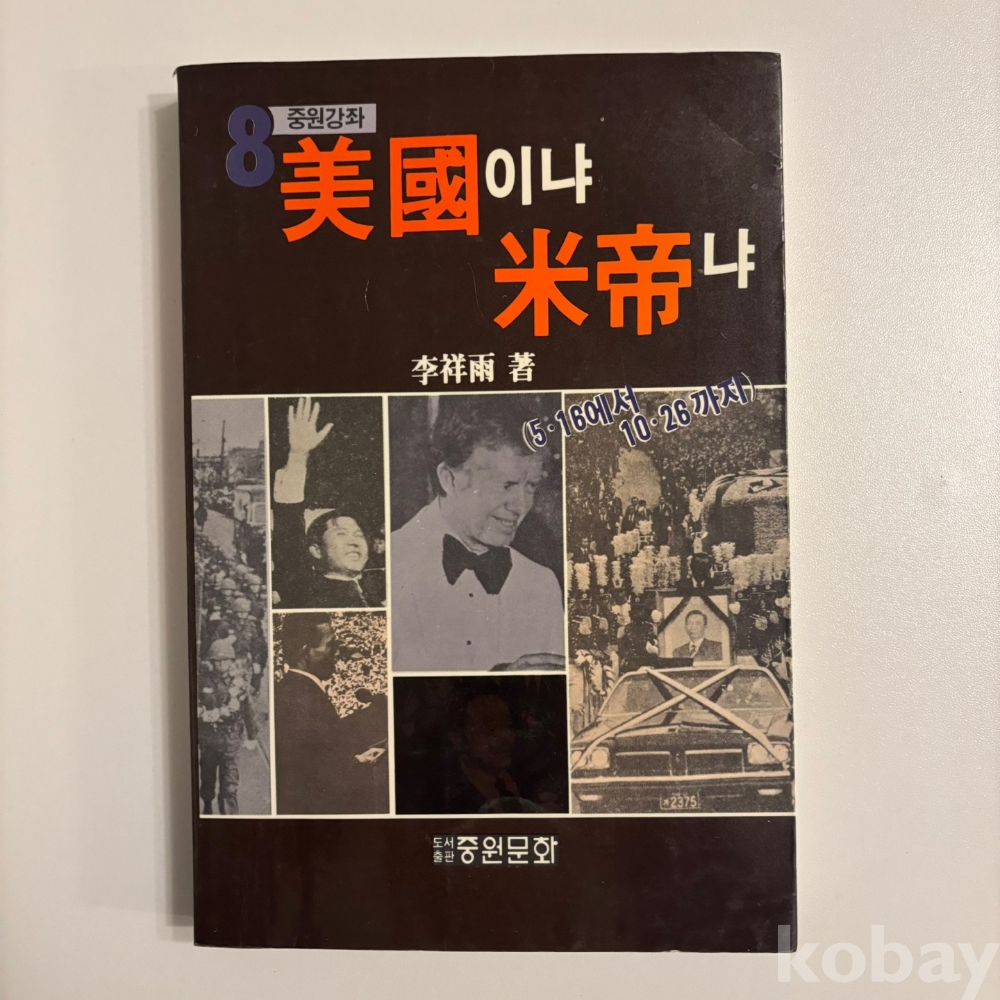 8 중원강좌
美國이냐
米帝냐
李祥雨 著
(5·16에서
10·26까지)
2375
도서
출판 중원문화
kobay